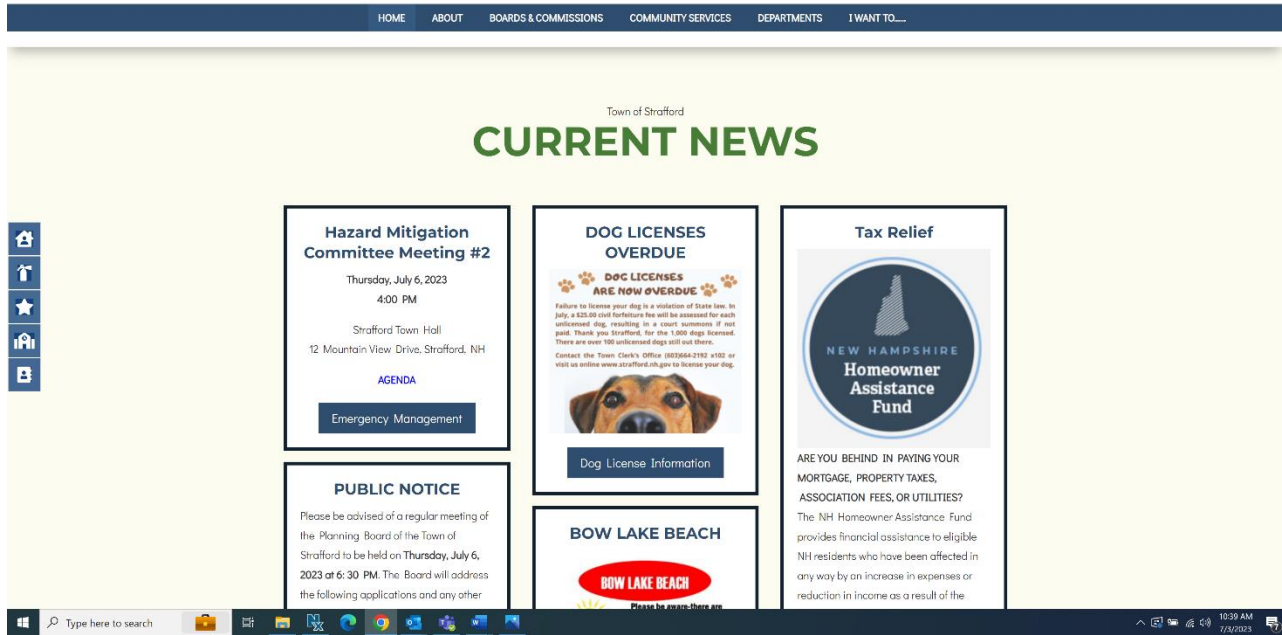 HOME ABOUT BOARDS & COMMISSIONS COMMUNITY SERVICES DEPARTMENTS I WANT TO.....
Town of Strafford
CURRENT NEWS
Hazard Mitigation
Committee Meeting #2
Thursday, July 6, 2023
4:00 PM
Strafford Town Hall
12 Mountain View Drive, Strafford, NH
AGENDA
Emergency Management
PUBLIC NOTICE
Please be advised of a regular meeting of
the Planning Board of the Town of
Strafford to be held on Thursday, July 6,
2023 at 6: 30 PM. The Board will address
the following applications and any other
DOG LICENSES
OVERDUE
DOG LICENSES
ARE NOW OVERDUE
Failure to license your dog is a violation of State law. In
July, a $25.00 civil forfeiture fee will be assessed for each
unlicensed dog, resulting in a court summons if not
paid. Thank you Strafford, for the 1,000 dogs licensed.
There are over 100 unlicensed dogs still out there.
Contact the Town Clerk's Office (603)664-2192 x102 or
visit us online www.strafford.nh.gov to license your dog.
Dog License Information
BOW LAKE BEACH
BOW LAKE BEACH
Please be aware-there are
Tax Relief
NEW HAMPSHIRE
Homeowner
Assistance
Fund
ARE YOU BEHIND IN PAYING YOUR
MORTGAGE, PROPERTY TAXES,
ASSOCIATION FEES, OR UTILITIES?
The NH Homeowner Assistance Fund
provides financial assistance to eligible
NH residents who have been affected in
any way by an increase in expenses or
reduction in income as a result of the
Type here to search
10:39 AM
7/3/2023